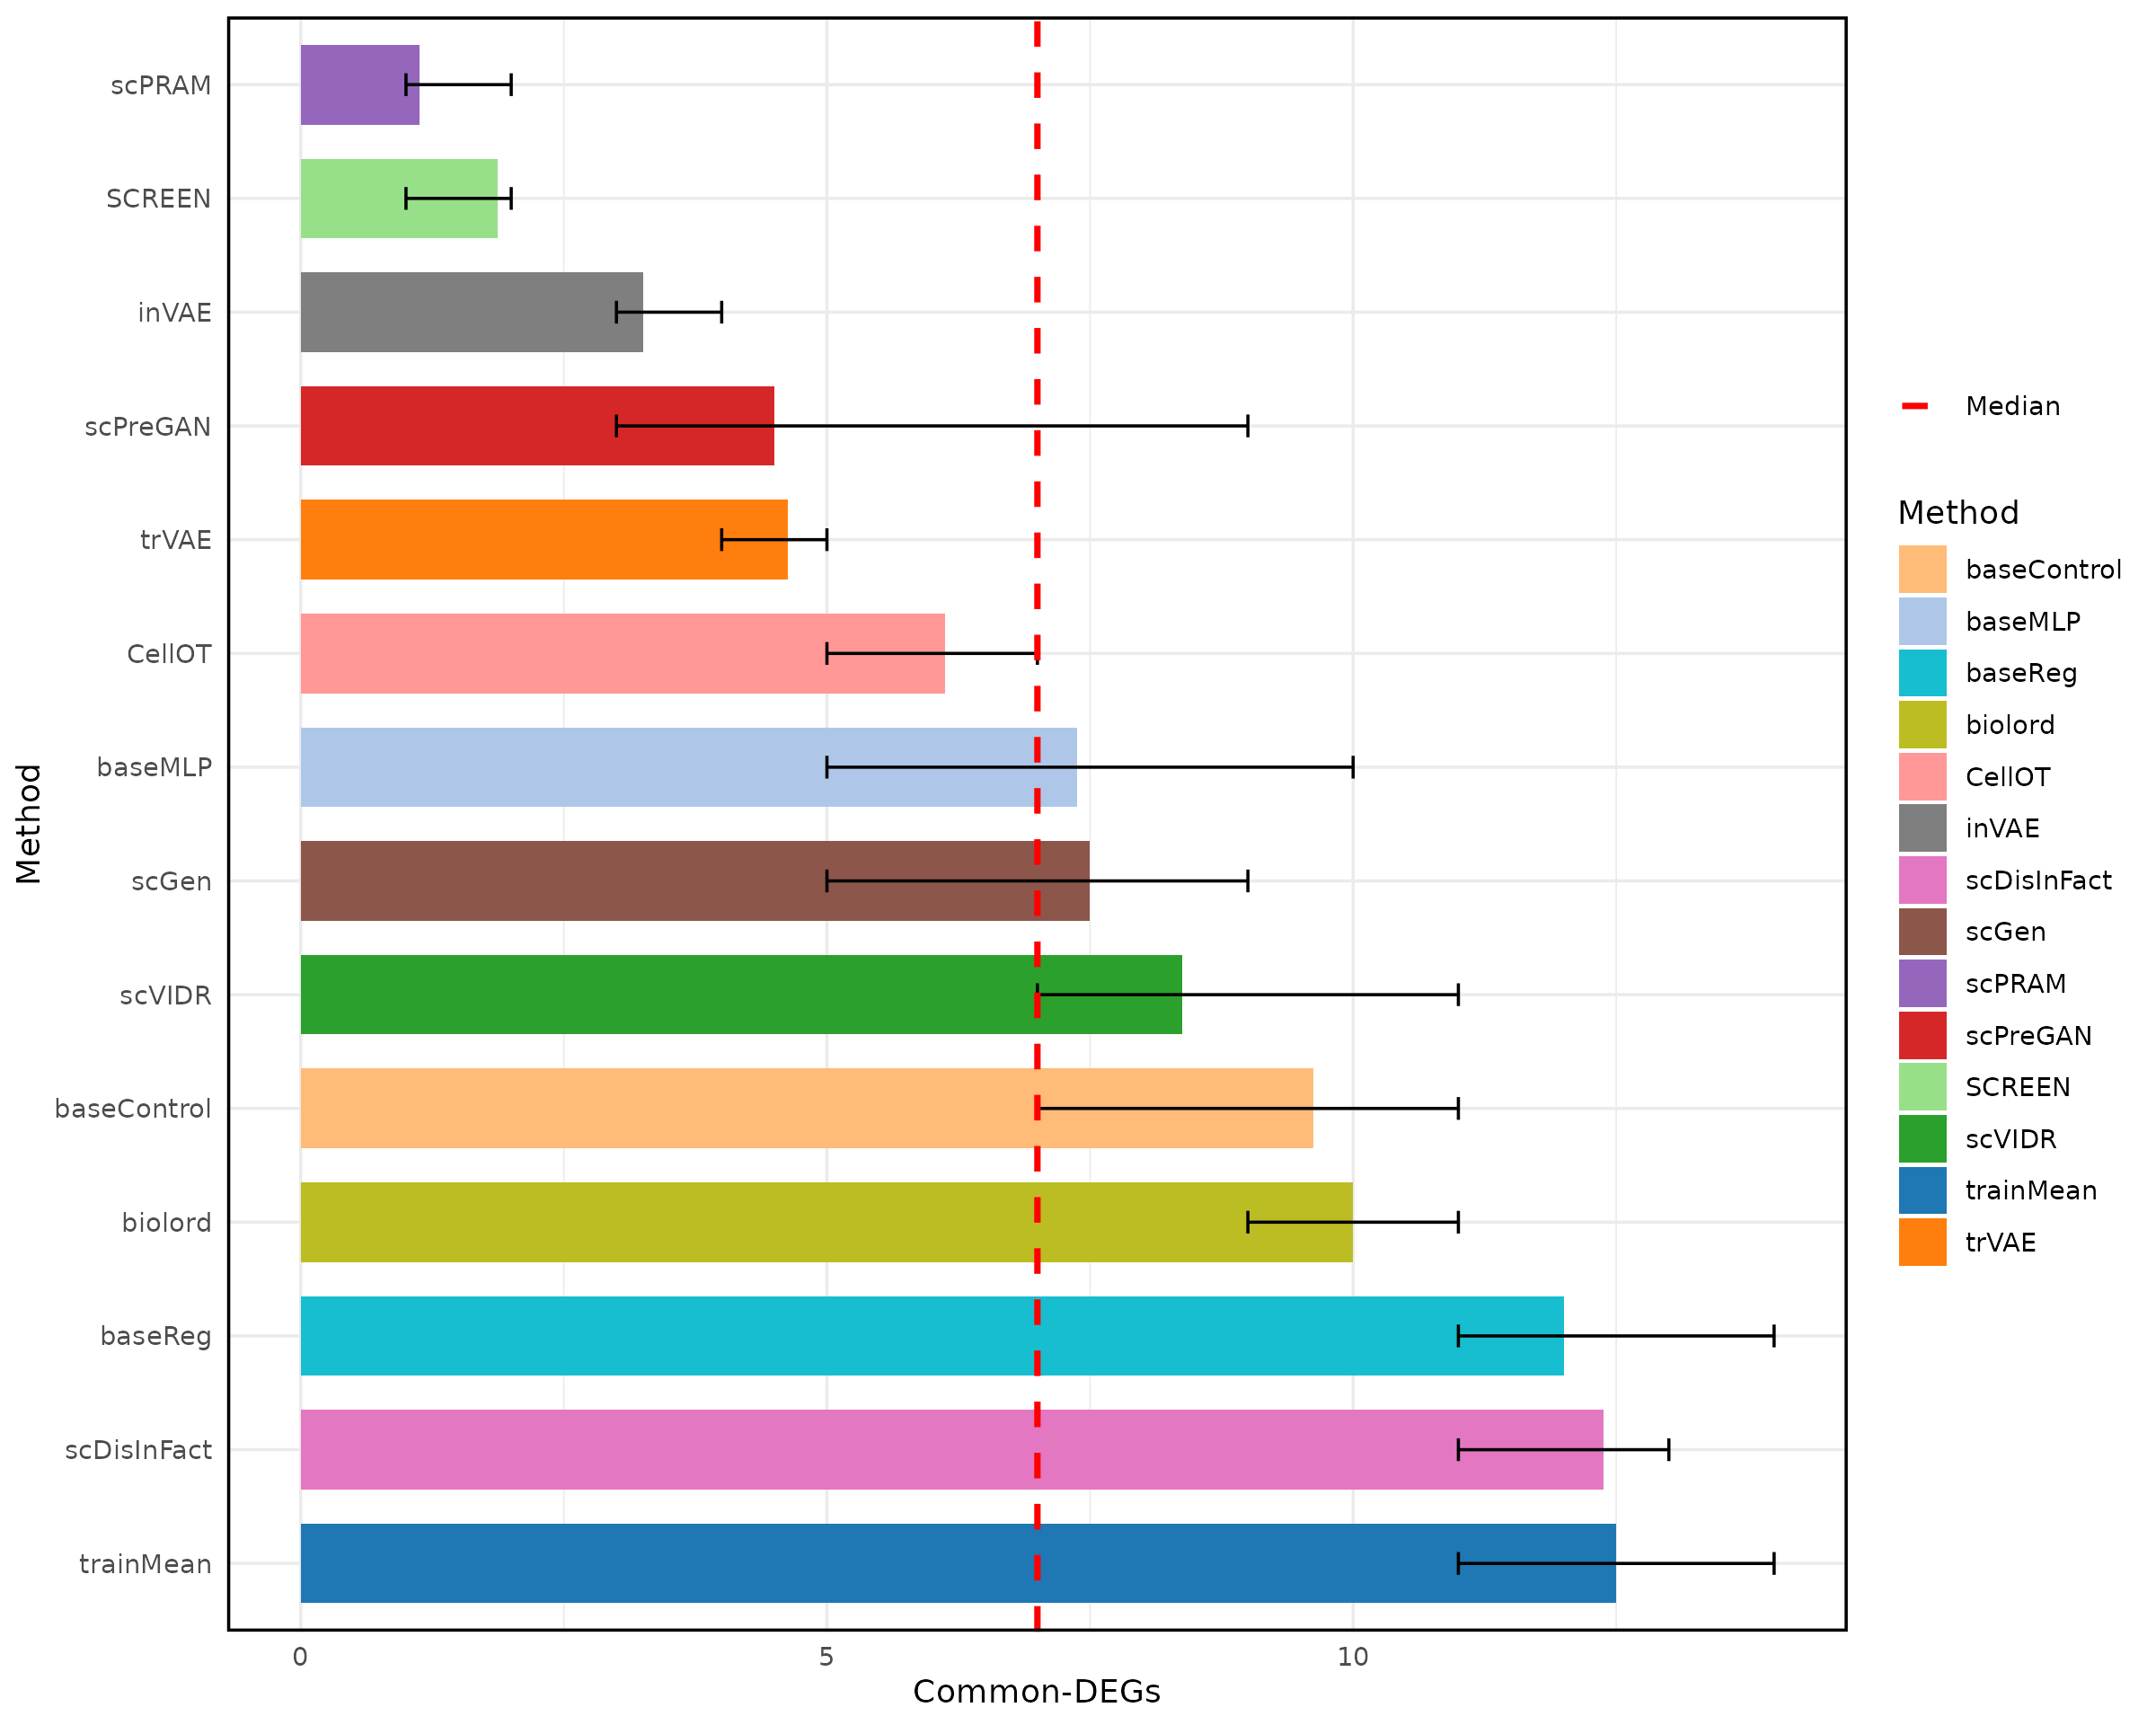 scPRAM
SCREEN
inVAE
scPreGAN
trVAE
CellOT
baseMLP
scGen
scVIDR
baseControl
biolord
baseReg
scDisInFact
trainMean
Method
0 5 10
Common-DEGs
Median
Method
baseControl
baseMLP
baseReg
biolord
CellOT
inVAE
scDisInFact
scGen
scPRAM
scPreGAN
SCREEN
scVIDR
trainMean
trVAE